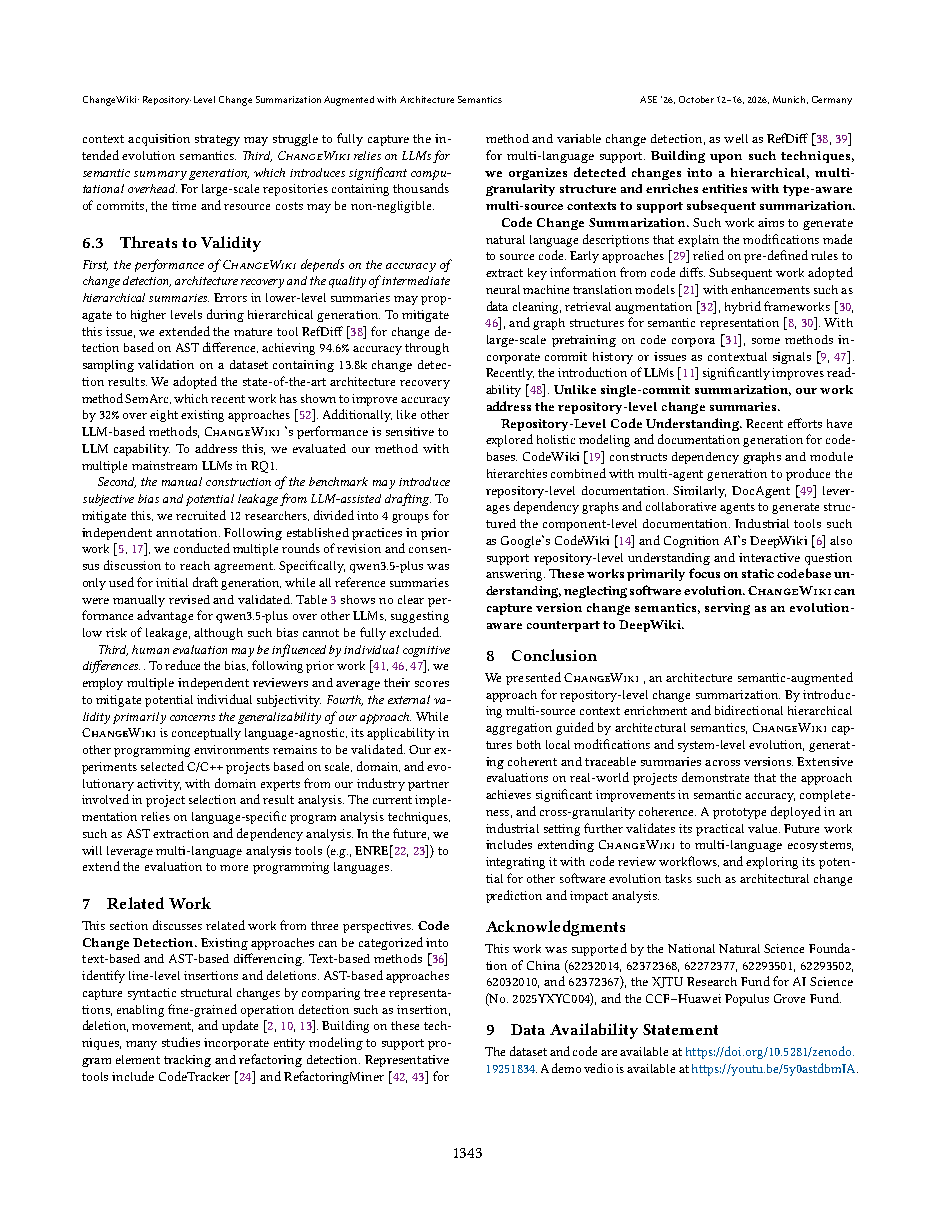 ChangeWiki: Repository-Level Change Summarization Augmented with Architecture Semantics
ASE '26, October 12–16, 2026, Munich, Germany
context acquisition strategy may struggle to fully capture the in-
tended evolution semantics. Third, ChangeWiki relies on LLMs for
semantic summary generation, which introduces significant compu-
tational overhead. For large-scale repositories containing thousands
of commits, the time and resource costs may be non-negligible.
6.3 Threats to Validity
First, the performance of ChangeWiki depends on the accuracy of
change detection, architecture recovery and the quality of intermediate
hierarchical summaries. Errors in lower-level summaries may prop-
agate to higher levels during hierarchical generation. To mitigate
this issue, we extended the mature tool RefDiff [38] for change de-
tection based on AST difference, achieving 94.6% accuracy through
sampling validation on a dataset containing 13.8k change detec-
tion results. We adopted the state-of-the-art architecture recovery
method SemArc, which recent work has shown to improve accuracy
by 32% over eight existing approaches [52]. Additionally, like other
LLM-based methods, ChangeWiki 's performance is sensitive to
LLM capability. To address this, we evaluated our method with
multiple mainstream LLMs in RQ1.
Second, the manual construction of the benchmark may introduce
subjective bias and potential leakage from LLM-assisted drafting. To
mitigate this, we recruited 12 researchers, divided into 4 groups for
independent annotation. Following established practices in prior
work [5, 17], we conducted multiple rounds of revision and consen-
sus discussion to reach agreement. Specifically, qwen3.5-plus was
only used for initial draft generation, while all reference summaries
were manually revised and validated. Table 3 shows no clear per-
formance advantage for qwen3.5-plus over other LLMs, suggesting
low risk of leakage, although such bias cannot be fully excluded.
Third, human evaluation may be influenced by individual cognitive
differences. . To reduce the bias, following prior work [41, 46, 47], we
employ multiple independent reviewers and average their scores
to mitigate potential individual subjectivity. Fourth, the external va-
lidity primarily concerns the generalizability of our approach. While
ChangeWiki is conceptually language-agnostic, its applicability in
other programming environments remains to be validated. Our ex-
periments selected C/C++ projects based on scale, domain, and evo-
lutionary activity, with domain experts from our industry partner
involved in project selection and result analysis. The current imple-
mentation relies on language-specific program analysis techniques,
such as AST extraction and dependency analysis. In the future, we
will leverage multi-language analysis tools (e.g., ENRE[22, 23]) to
extend the evaluation to more programming languages.
7 Related Work
This section discusses related work from three perspectives. Code
Change Detection. Existing approaches can be categorized into
text-based and AST-based differencing. Text-based methods [36]
identify line-level insertions and deletions. AST-based approaches
capture syntactic structural changes by comparing tree representa-
tions, enabling fine-grained operation detection such as insertion,
deletion, movement, and update [2, 10, 13]. Building on these tech-
niques, many studies incorporate entity modeling to support pro-
gram element tracking and refactoring detection. Representative
tools include CodeTracker [24] and RefactoringMiner [42, 43] for
method and variable change detection, as well as RefDiff [38, 39]
for multi-language support. Building upon such techniques,
we organizes detected changes into a hierarchical, multi-
granularity structure and enriches entities with type-aware
multi-source contexts to support subsequent summarization.
Code Change Summarization. Such work aims to generate
natural language descriptions that explain the modifications made
to source code. Early approaches [29] relied on pre-defined rules to
extract key information from code diffs. Subsequent work adopted
neural machine translation models [21] with enhancements such as
data cleaning, retrieval augmentation [32], hybrid frameworks [30,
46], and graph structures for semantic representation [8, 30]. With
large-scale pretraining on code corpora [31], some methods in-
corporate commit history or issues as contextual signals [9, 47].
Recently, the introduction of LLMs [11] significantly improves read-
ability [48]. Unlike single-commit summarization, our work
address the repository-level change summaries.
Repository-Level Code Understanding. Recent efforts have
explored holistic modeling and documentation generation for code-
bases. CodeWiki [19] constructs dependency graphs and module
hierarchies combined with multi-agent generation to produce the
repository-level documentation. Similarly, DocAgent [49] lever-
ages dependency graphs and collaborative agents to generate struc-
tured the component-level documentation. Industrial tools such
as Google's CodeWiki [14] and Cognition AI's DeepWiki [6] also
support repository-level understanding and interactive question
answering. These works primarily focus on static codebase un-
derstanding, neglecting software evolution. ChangeWiki can
capture version change semantics, serving as an evolution-
aware counterpart to DeepWiki.
8 Conclusion
We presented ChangeWiki , an architecture semantic-augmented
approach for repository-level change summarization. By introduc-
ing multi-source context enrichment and bidirectional hierarchical
aggregation guided by architectural semantics, ChangeWiki cap-
tures both local modifications and system-level evolution, generat-
ing coherent and traceable summaries across versions. Extensive
evaluations on real-world projects demonstrate that the approach
achieves significant improvements in semantic accuracy, complete-
ness, and cross-granularity coherence. A prototype deployed in an
industrial setting further validates its practical value. Future work
includes extending ChangeWiki to multi-language ecosystems,
integrating it with code review workflows, and exploring its poten-
tial for other software evolution tasks such as architectural change
prediction and impact analysis.
Acknowledgments
This work was supported by the National Natural Science Founda-
tion of China (62232014, 62372368, 62272377, 62293501, 62293502,
62032010, and 62372367), the XJTU Research Fund for AI Science
(No. 2025YXYC004), and the CCF–Huawei Populus Grove Fund.
9 Data Availability Statement
The dataset and code are available at https://doi.org/10.5281/zenodo.
19251834. A demo vedio is available at https://youtu.be/5y0astdbmIA.
1343